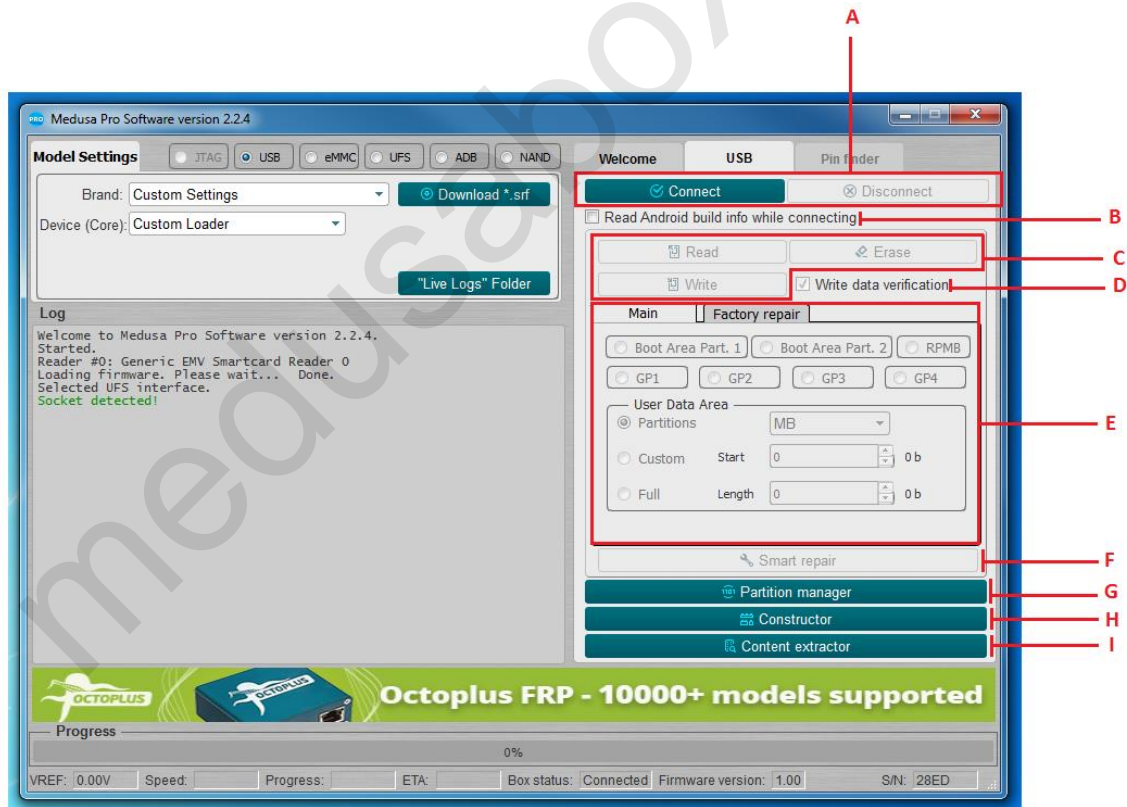 A
medusabox
Medusa Pro Software version 2.2.4
Model Settings JTAG USB eMMC UFS ADB NAND
Welcome USB Pin finder
Brand: Custom Settings Download *.srf
Connect Disconnect
Read Android build info while connecting B
Device (Core): Custom Loader
Read Erase C
"Live Logs" Folder
Write Write data verification D
Log
Main Factory repair
Welcome to Medusa Pro Software version 2.2.4.
Started.
Reader #0: Generic EMV Smartcard Reader 0
Loading firmware. Please wait... Done.
Selected UFS interface.
Socket detected!
Boot Area Part. 1 Boot Area Part. 2 RPMB
GP1 GP2 GP3 GP4
User Data Area
Partitions MB E
Custom Start 0 0 b
Full Length 0 0 b
Smart repair F
Partition manager G
Constructor H
Content extractor I
OCTOPLUS OCTOPLUS Octoplus FRP - 10000+ models supported
Progress
0%
VREF: 0.00V Speed: Progress: ETA: Box status: Connected Firmware version: 1.00 S/N: 28ED